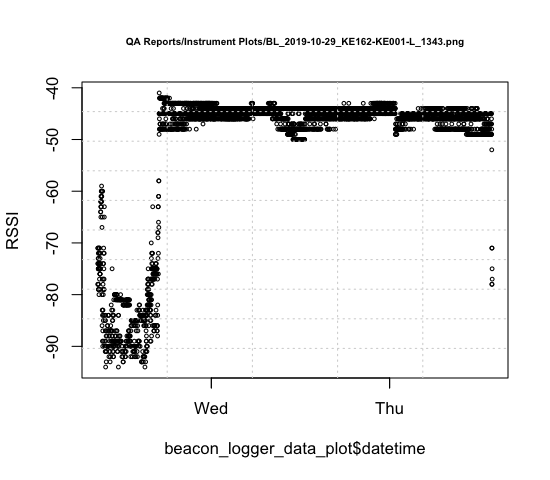 QA Reports/Instrument Plots/BL_2019-10-29_KE162-KE001-L_1343.png
-40
-50
-60
-70
-80
-90
RSSI
Wed Thu
beacon_logger_data_plot$datetime